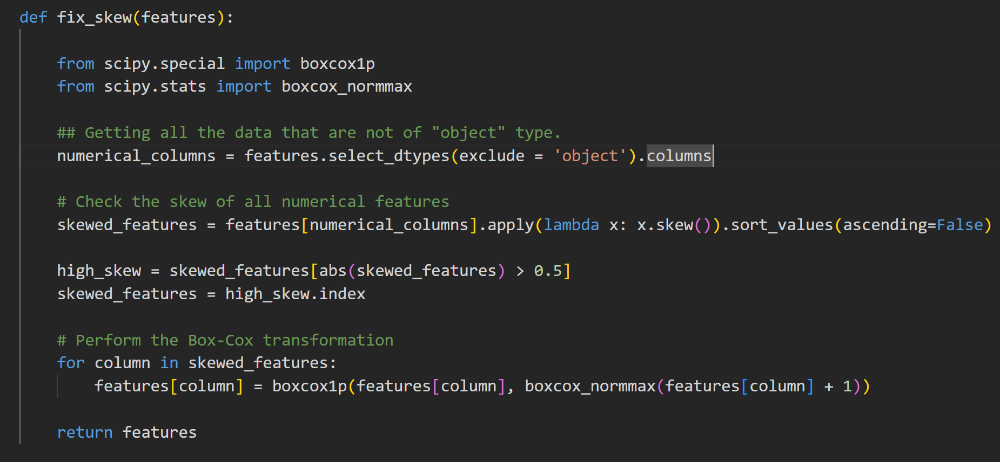 def fix_skew(features):
from scipy.special import boxcox1p
from scipy.stats import boxcox_normmax
## Getting all the data that are not of "object" type.
numerical_columns = features.select_dtypes(exclude = 'object').columns
# Check the skew of all numerical features
skewed_features = features[numerical_columns].apply(lambda x: x.skew()).sort_values(ascending=False)
high_skew = skewed_features[abs(skewed_features) > 0.5]
skewed_features = high_skew.index
# Perform the Box-Cox transformation
for column in skewed_features:
features[column] = boxcox1p(features[column], boxcox_normmax(features[column] + 1))
return features